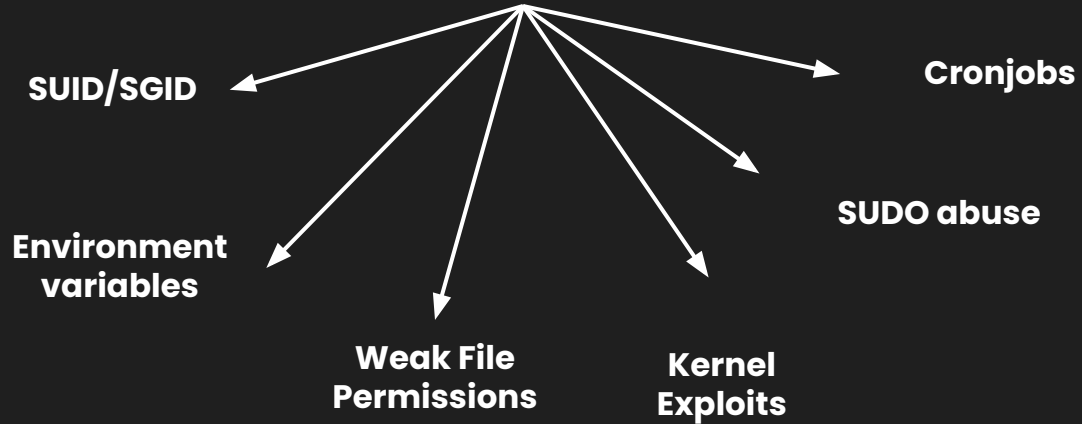 SUID/SGID
Cronjobs
SUDO abuse
Environment
variables
Weak File
Permissions
Kernel
Exploits